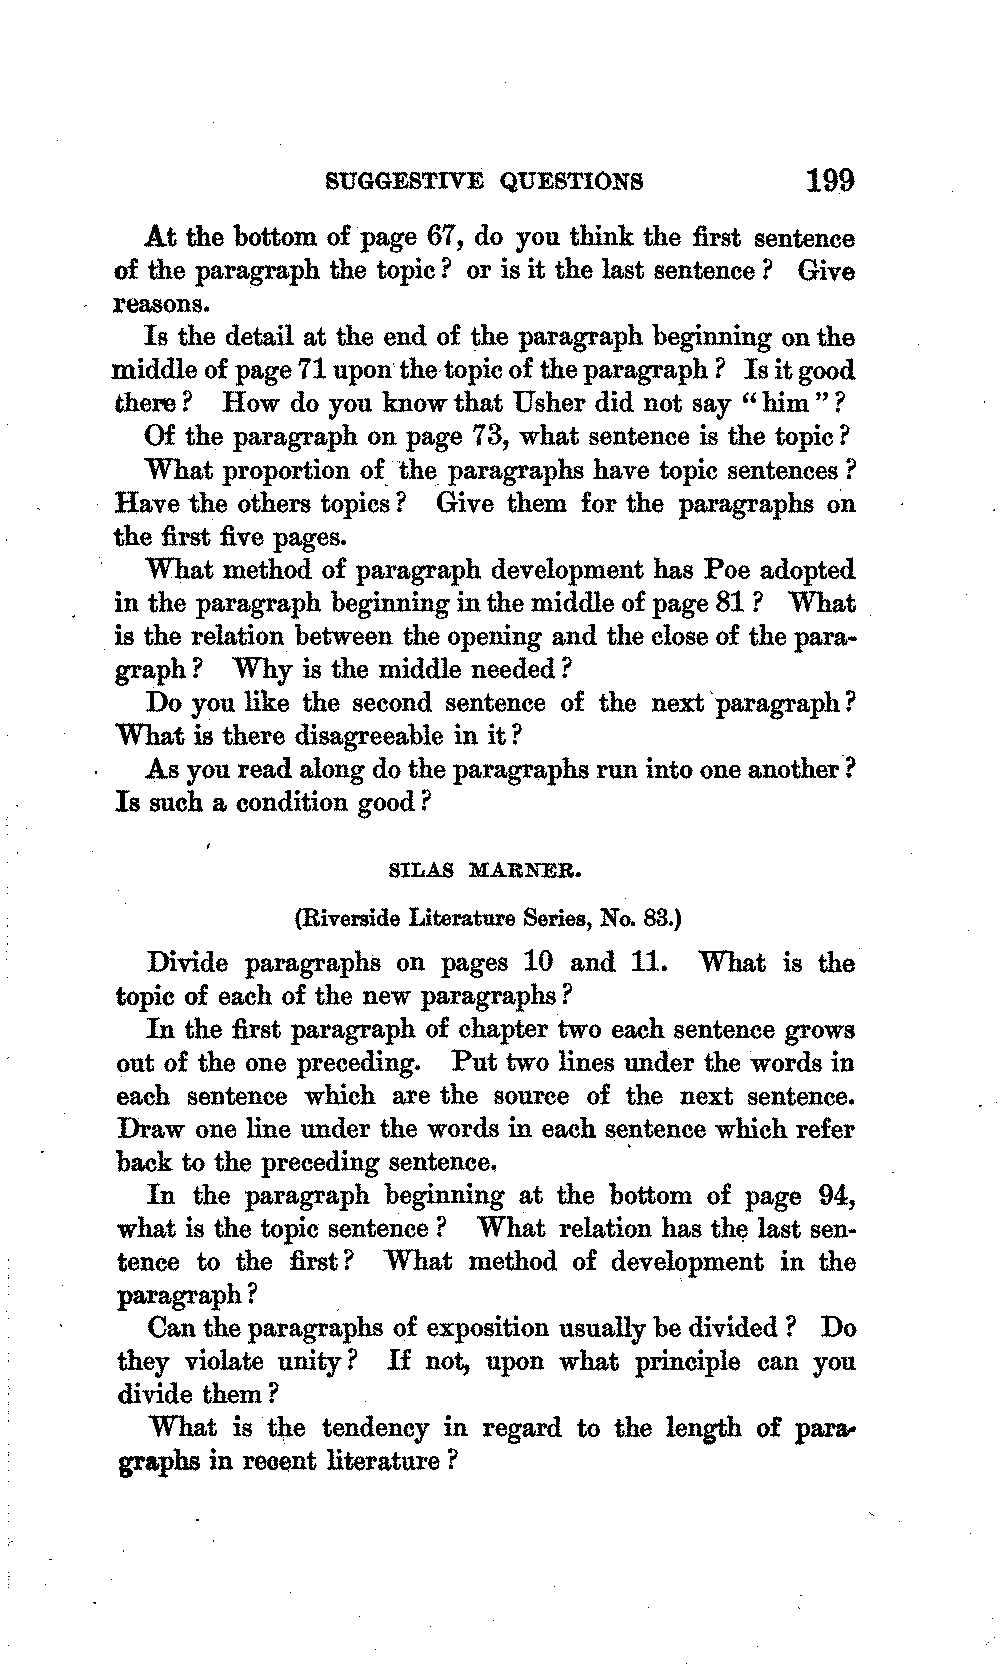 SUGGESTIVE QUESTIONS 199
At the bottom of page 67, do you think the first sentence
of the paragraph the topic? or is it the last sentence? Give
reasons.
Is the detail at the end of the paragraph beginning on the
middle of page 71 upon the topic of the paragraph? Is it good
there? How do you know that Usher did not say "him"?
Of the paragraph on page 73, what sentence is the topic?
What proportion of the paragraphs have topic sentences?
Have the others topics? Give them for the paragraphs on
the first five pages.
What method of paragraph development has Poe adopted
in the paragraph beginning in the middle of page 81? What
is the relation between the opening and the close of the para-
graph? Why is the middle needed?
Do you like the second sentence of the next paragraph?
What is there disagreeable in it?
As you read along do the paragraphs run into one another?
Is such a condition good?
SILAS MARNER.
(Riverside Literature Series, No. 83.)
Divide paragraphs on pages 10 and 11. What is the
topic of each of the new paragraphs?
In the first paragraph of chapter two each sentence grows
out of the one preceding. Put two lines under the words in
each sentence which are the source of the next sentence.
Draw one line under the words in each sentence which refer
back to the preceding sentence.
In the paragraph beginning at the bottom of page 94,
what is the topic sentence? What relation has the last sen-
tence to the first? What method of development in the
paragraph?
Can the paragraphs of exposition usually be divided? Do
they violate unity? If not, upon what principle can you
divide them?
What is the tendency in regard to the length of para-
graphs in recent literature?